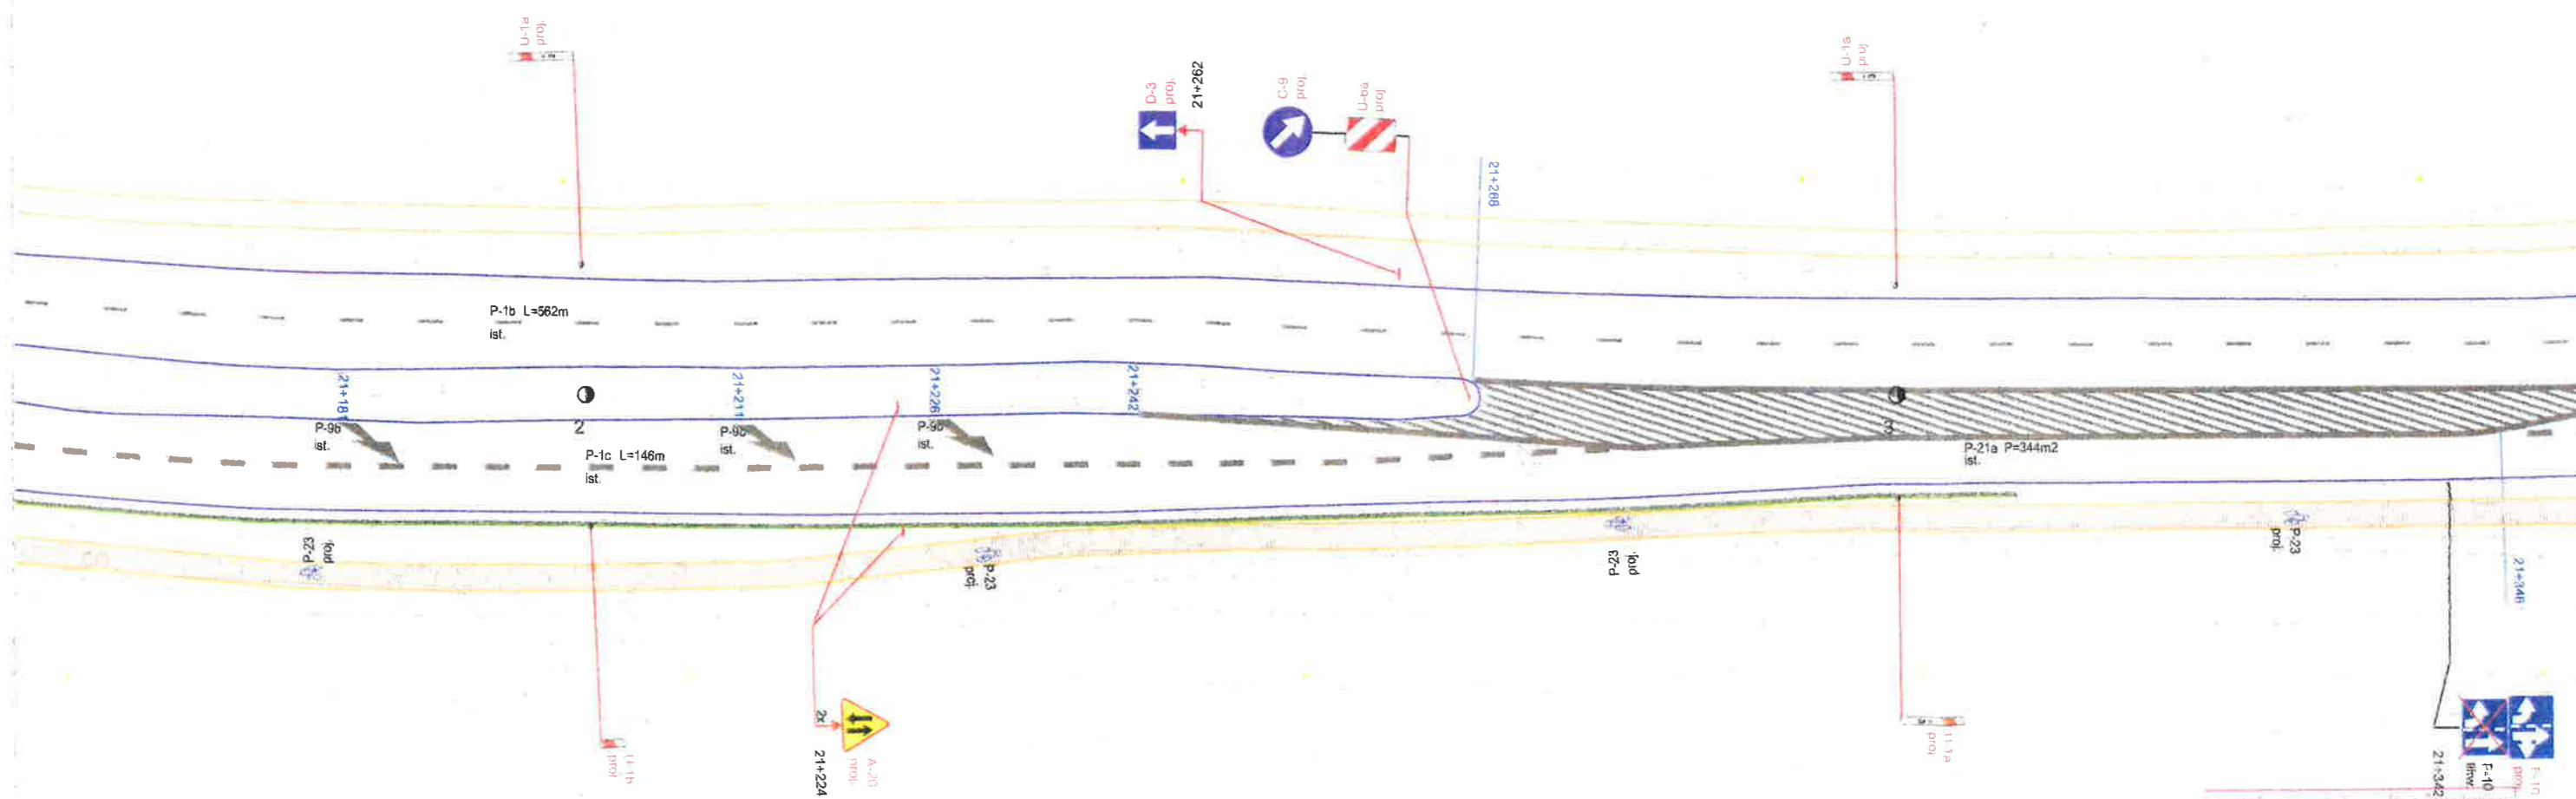 U-1a
proj.
D-3
proj.
21+262
C-9
proj.
U-6a
proj.
21+268
U-1a
proj
P-1b L=562m
ist.
21+181
P-9b
ist.
2
21+211
P-9b
ist.
21+226
P-9b
ist.
21+242
P-1c L=146m
ist.
3
P-21a P=344m2
ist.
P-23
proj.
P-23
proj.
P-23
proj.
P-23
proj.
21+348
U-1b
proj
2x
21+224
A-20
proj.
U-1a
proj
21+342
F-10
likw.
F-10
proj.